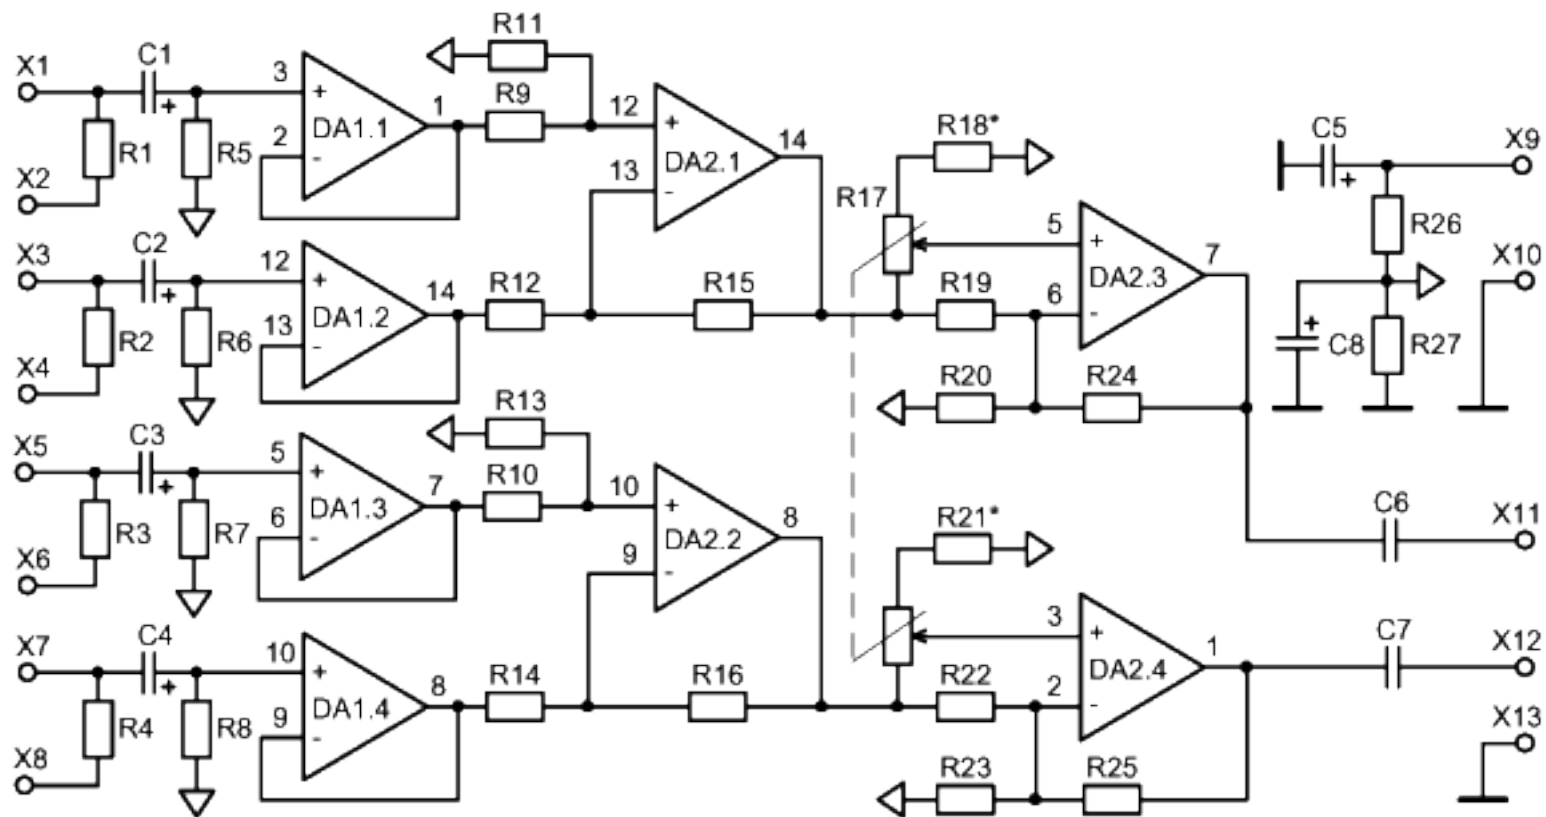 R11
X1 C1 3 + R9 12 +
1 DA1.1 14
2 - R1 R5 DA2.1 R18*
X2 13 - R17 C5 + X9
5 + R26
X3 C2 12 + R12 R15 R19 DA2.3 7 X10
14 DA1.2 6 -
13 - R2 R6 + C8 R27
X4 R20 R24
R13
X5 C3 5 + R10 10 +
7 DA1.3 8 R21* C6 X11
6 - R3 R7 DA2.2
X6 9 -
X7 C4 10 + R14 R16 3 + C7 X12
8 DA1.4 R22 DA2.4 1
9 - R4 R8 2 - X13
X8 R23 R25
+
+
+
+